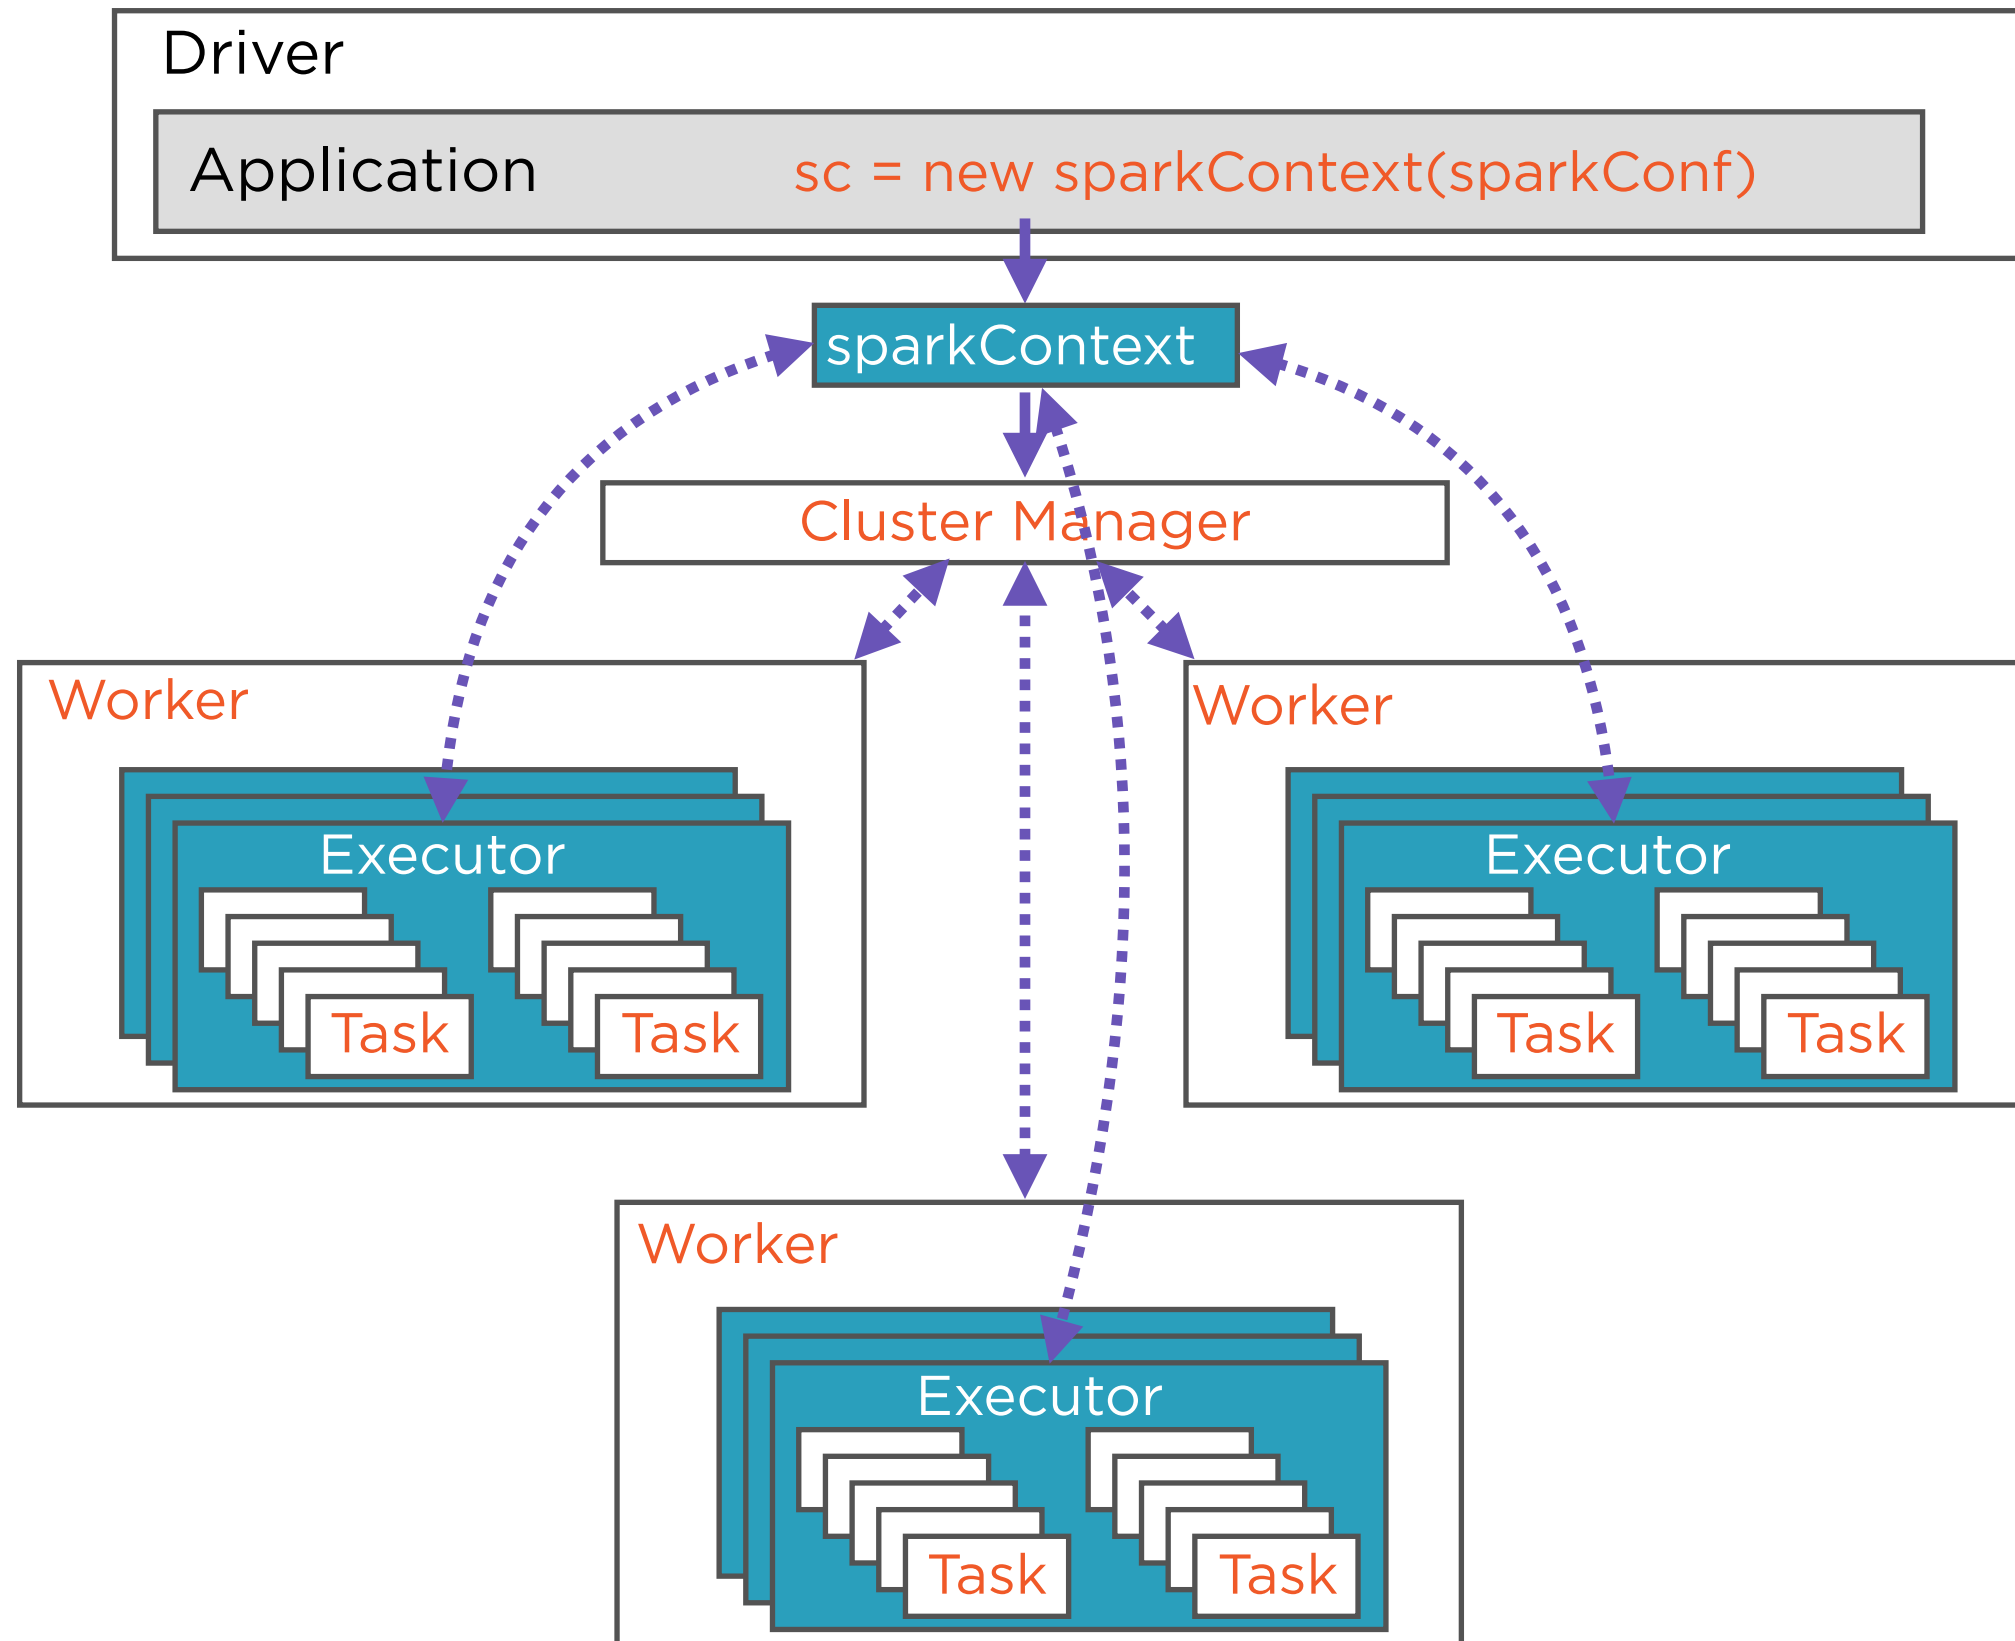 Driver
Application sc = new sparkContext(sparkConf)
sparkContext
Cluster Manager
Worker
Executor
Task Task
Worker
Executor
Task Task
Worker
Executor
Task Task